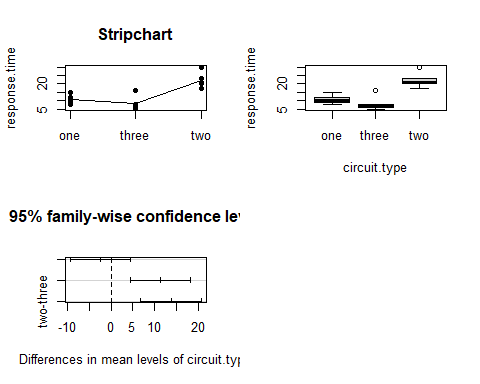 Stripchart
response.time
5
20
one
three
two
response.time
5
20
one
three
two
circuit.type
95% family-wise confidence lev
two-three
-10
0
5
10
20
Differences in mean levels of circuit.typ